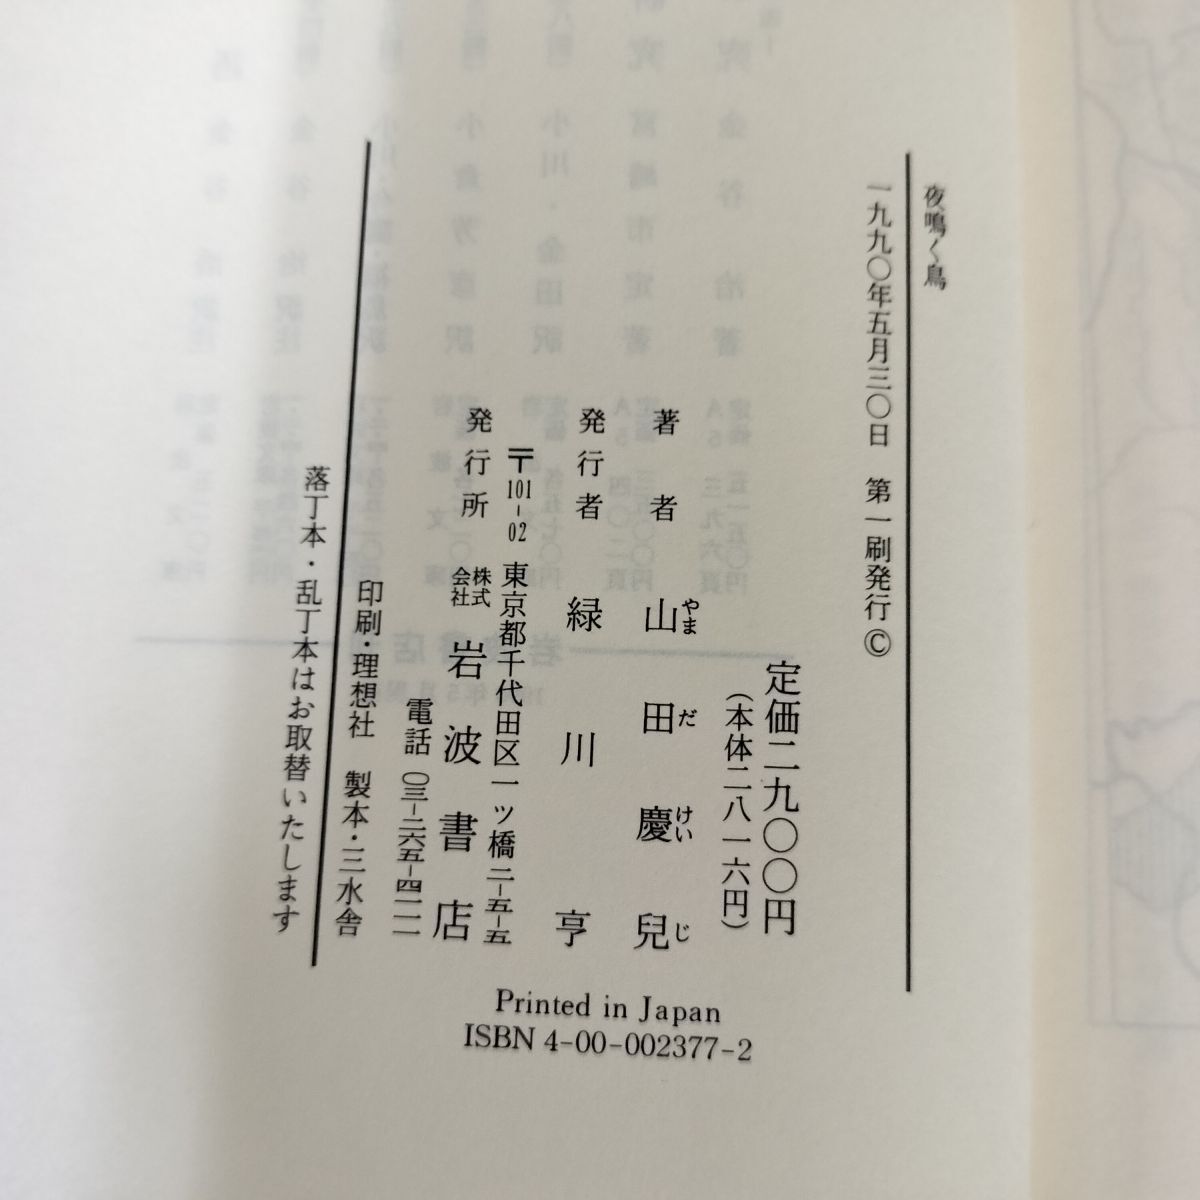 夜鳴く鳥
一九九〇年五月三〇日　第一刷発行 ©
定価二九〇〇円
（本体二八一六円）
著者　山田慶兒
やまだけいじ
発行者　緑川亨
〒101-02　東京都千代田区一ツ橋二-五-五
発行所　株式会社　岩波書店
電話　〇三-二六五-四一一一
印刷・理想社　製本・三水舎
落丁本・乱丁本はお取替いたします
Printed in Japan
ISBN 4-00-002377-2